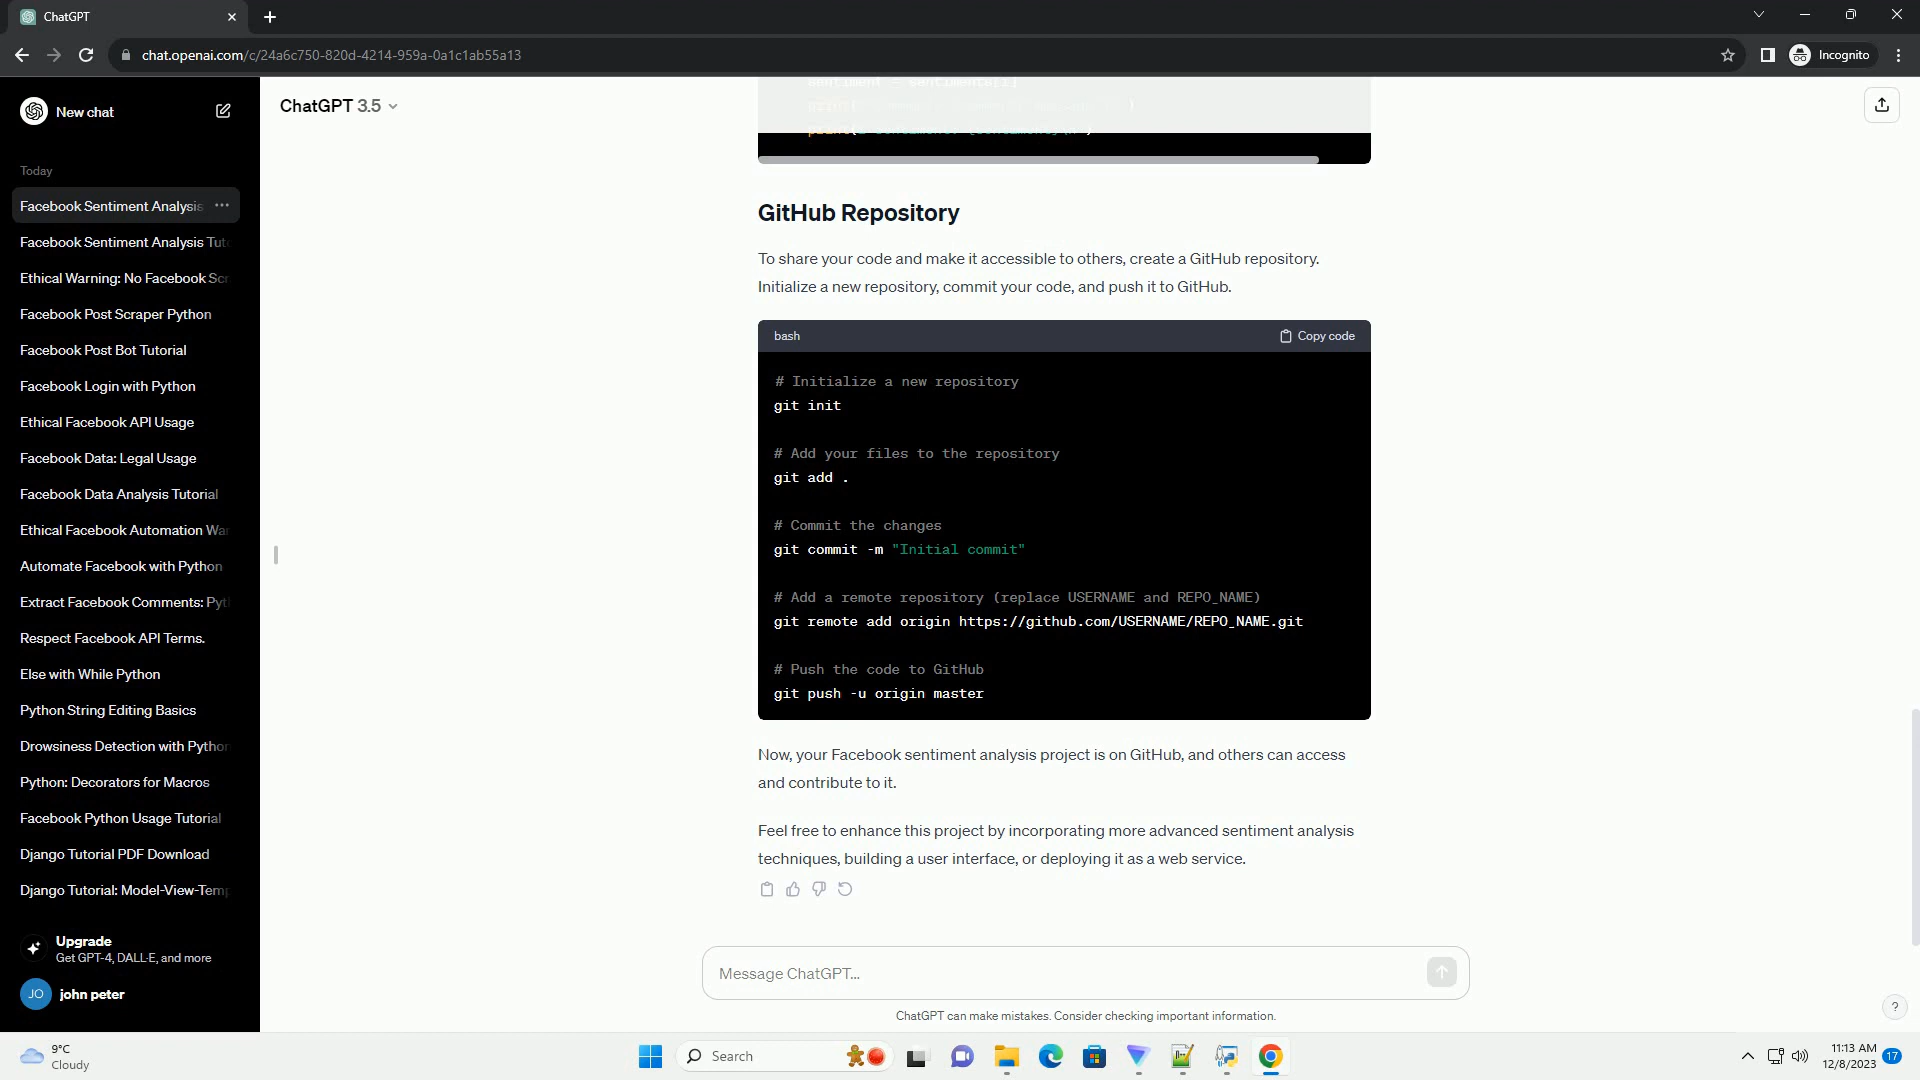 ChatGPT
chat.openai.com/c/24a6c750-820d-4214-959a-0a1c1ab55a13
Incognito
New chat
Today
Facebook Sentiment Analysis
Facebook Sentiment Analysis Tut
Ethical Warning: No Facebook Scr
Facebook Post Scraper Python
Facebook Post Bot Tutorial
Facebook Login with Python
Ethical Facebook API Usage
Facebook Data: Legal Usage
Facebook Data Analysis Tutorial
Ethical Facebook Automation War
Automate Facebook with Python
Extract Facebook Comments: Pyt
Respect Facebook API Terms.
Else with While Python
Python String Editing Basics
Drowsiness Detection with Python
Python: Decorators for Macros
Facebook Python Usage Tutorial
Django Tutorial PDF Download
Django Tutorial: Model-View-Temp
Upgrade
Get GPT-4, DALL·E, and more
JO john peter
ChatGPT 3.5
GitHub Repository
To share your code and make it accessible to others, create a GitHub repository.
Initialize a new repository, commit your code, and push it to GitHub.
bash
Copy code
# Initialize a new repository
git init
# Add your files to the repository
git add .
# Commit the changes
git commit -m "Initial commit"
# Add a remote repository (replace USERNAME and REPO_NAME)
git remote add origin https://github.com/USERNAME/REPO_NAME.git
# Push the code to GitHub
git push -u origin master
Now, your Facebook sentiment analysis project is on GitHub, and others can access
and contribute to it.
Feel free to enhance this project by incorporating more advanced sentiment analysis
techniques, building a user interface, or deploying it as a web service.
Message ChatGPT...
ChatGPT can make mistakes. Consider checking important information.
?
9°C
Cloudy
Search
11:13 AM
12/8/2023
17